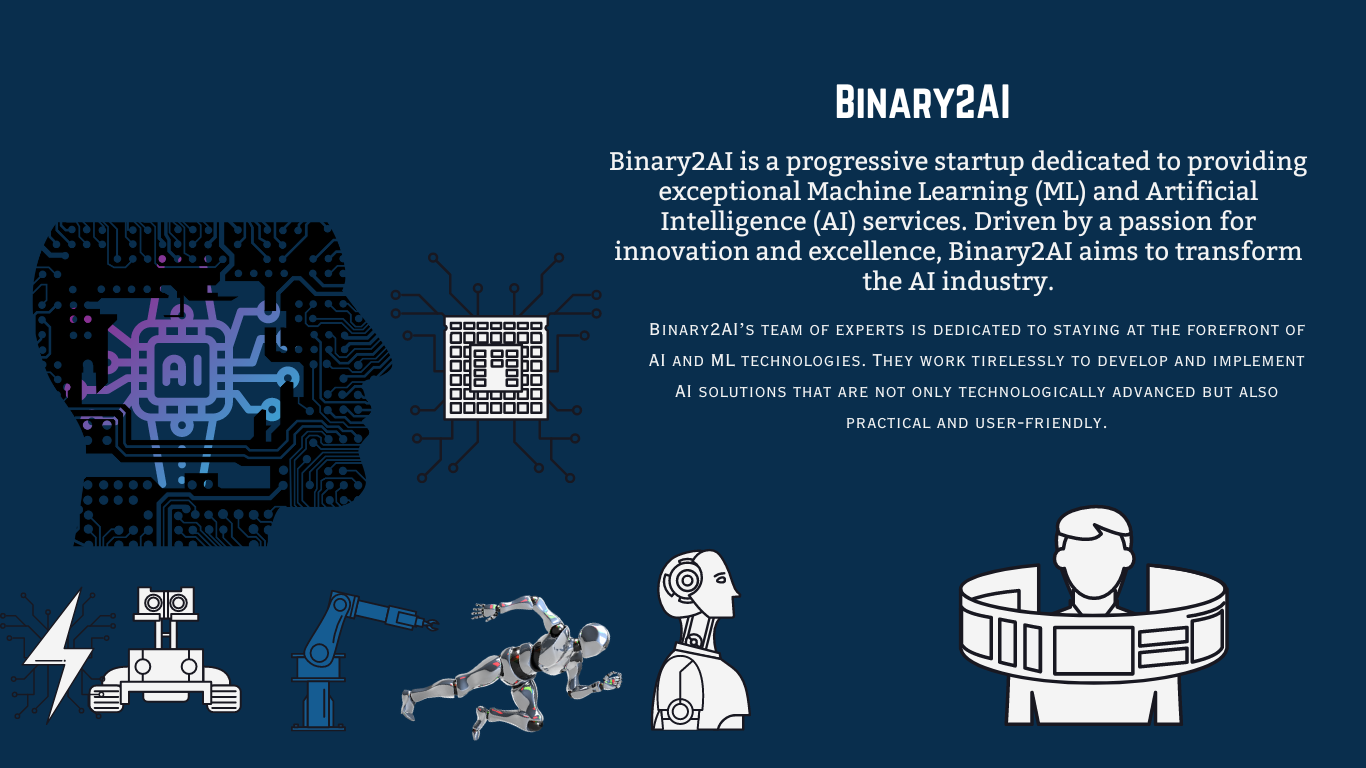 Binary2AI
Binary2AI is a progressive startup dedicated to providing
exceptional Machine Learning (ML) and Artificial
Intelligence (AI) services. Driven by a passion for
innovation and excellence, Binary2AI aims to transform
the AI industry.
Binary2AI's team of experts is dedicated to staying at the forefront of
AI and ML technologies. They work tirelessly to develop and implement
AI solutions that are not only technologically advanced but also
practical and user-friendly.
AI